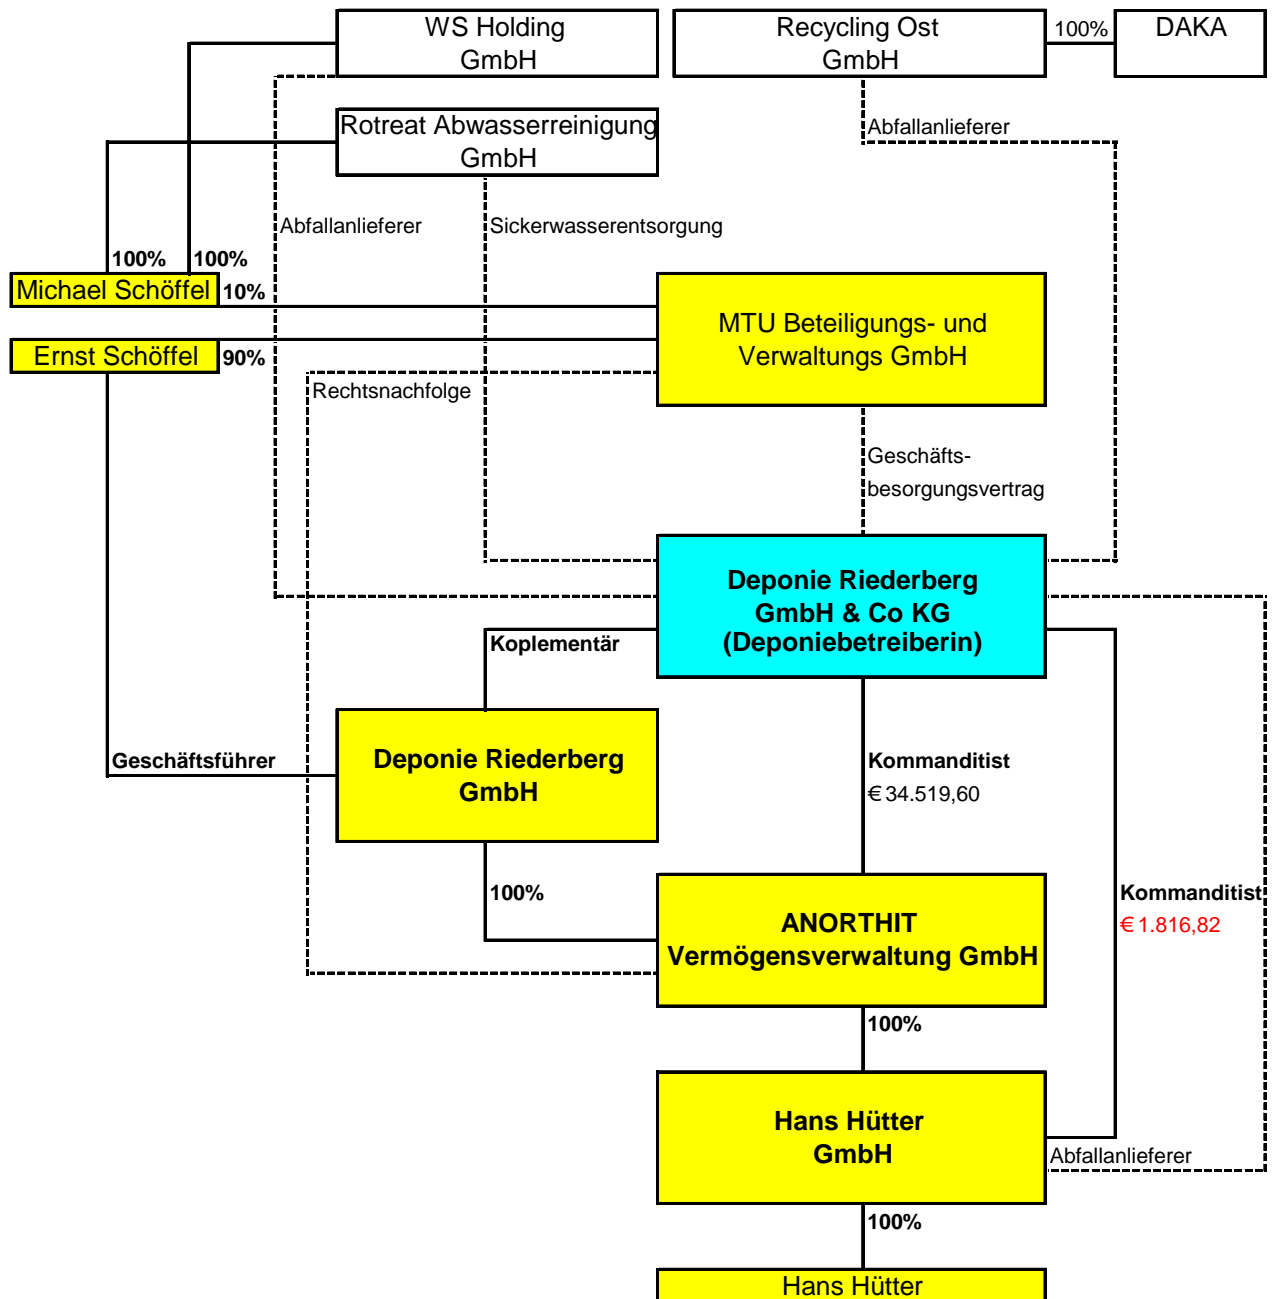 WS Holding
GmbH
Recycling Ost
GmbH
100%
DAKA
Rotreat Abwasserreinigung
GmbH
Abfallanlieferer
Abfallanlieferer
Sickerwasserentsorgung
100%
100%
Michael Schöffel
10%
MTU Beteiligungs- und
Verwaltungs GmbH
Ernst Schöffel
90%
Rechtsnachfolge
Geschäfts-
besorgungsvertrag
Deponie Riederberg
GmbH & Co KG
(Deponiebetreiberin)
Koplementär
Geschäftsführer
Deponie Riederberg
GmbH
Kommanditist
€ 34.519,60
100%
Kommanditist
€ 1.816,82
ANORTHIT
Vermögensverwaltung GmbH
100%
Hans Hütter
GmbH
Abfallanlieferer
100%
Hans Hütter